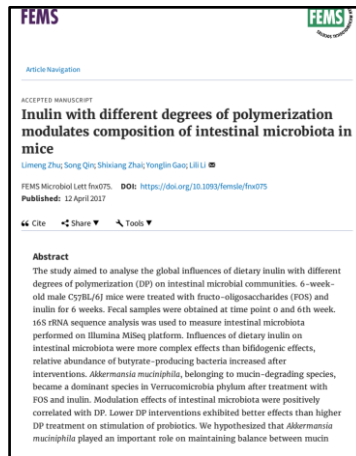 FEMS
FEMS
Article Navigation
ACCEPTED MANUSCRIPT
Inulin with different degrees of polymerization
modulates composition of intestinal microbiota in
mice
Limeng Zhu; Song Qin; Shixiang Zhai; Yonglin Gao; Lili Li
FEMS Microbiol Lett fnx075. DOI: https://doi.org/10.1093/femsle/fnx075
Published: 12 April 2017
Cite Share ▼ Tools ▼
Abstract
The study aimed to analyse the global influences of dietary inulin with different
degrees of polymerization (DP) on intestinal microbial communities. 6-week-
old male C57BL/6J mice were treated with fructo-oligosaccharides (FOS) and
inulin for 6 weeks. Fecal samples were obtained at time point 0 and 6th week.
16S rRNA sequence analysis was used to measure intestinal microbiota
performed on Illumina MiSeq platform. Influences of dietary inulin on
intestinal microbiota were more complex effects than bifidogenic effects,
relative abundance of butyrate-producing bacteria increased after
interventions. Akkermansia muciniphila, belonging to mucin-degrading species,
became a dominant species in Verrucomicrobia phylum after treatment with
FOS and inulin. Modulation effects of intestinal microbiota were positively
correlated with DP. Lower DP interventions exhibited better effects than higher
DP treatment on stimulation of probiotics. We hypothesized that Akkermansia
muciniphila played an important role on maintaining balance between mucin